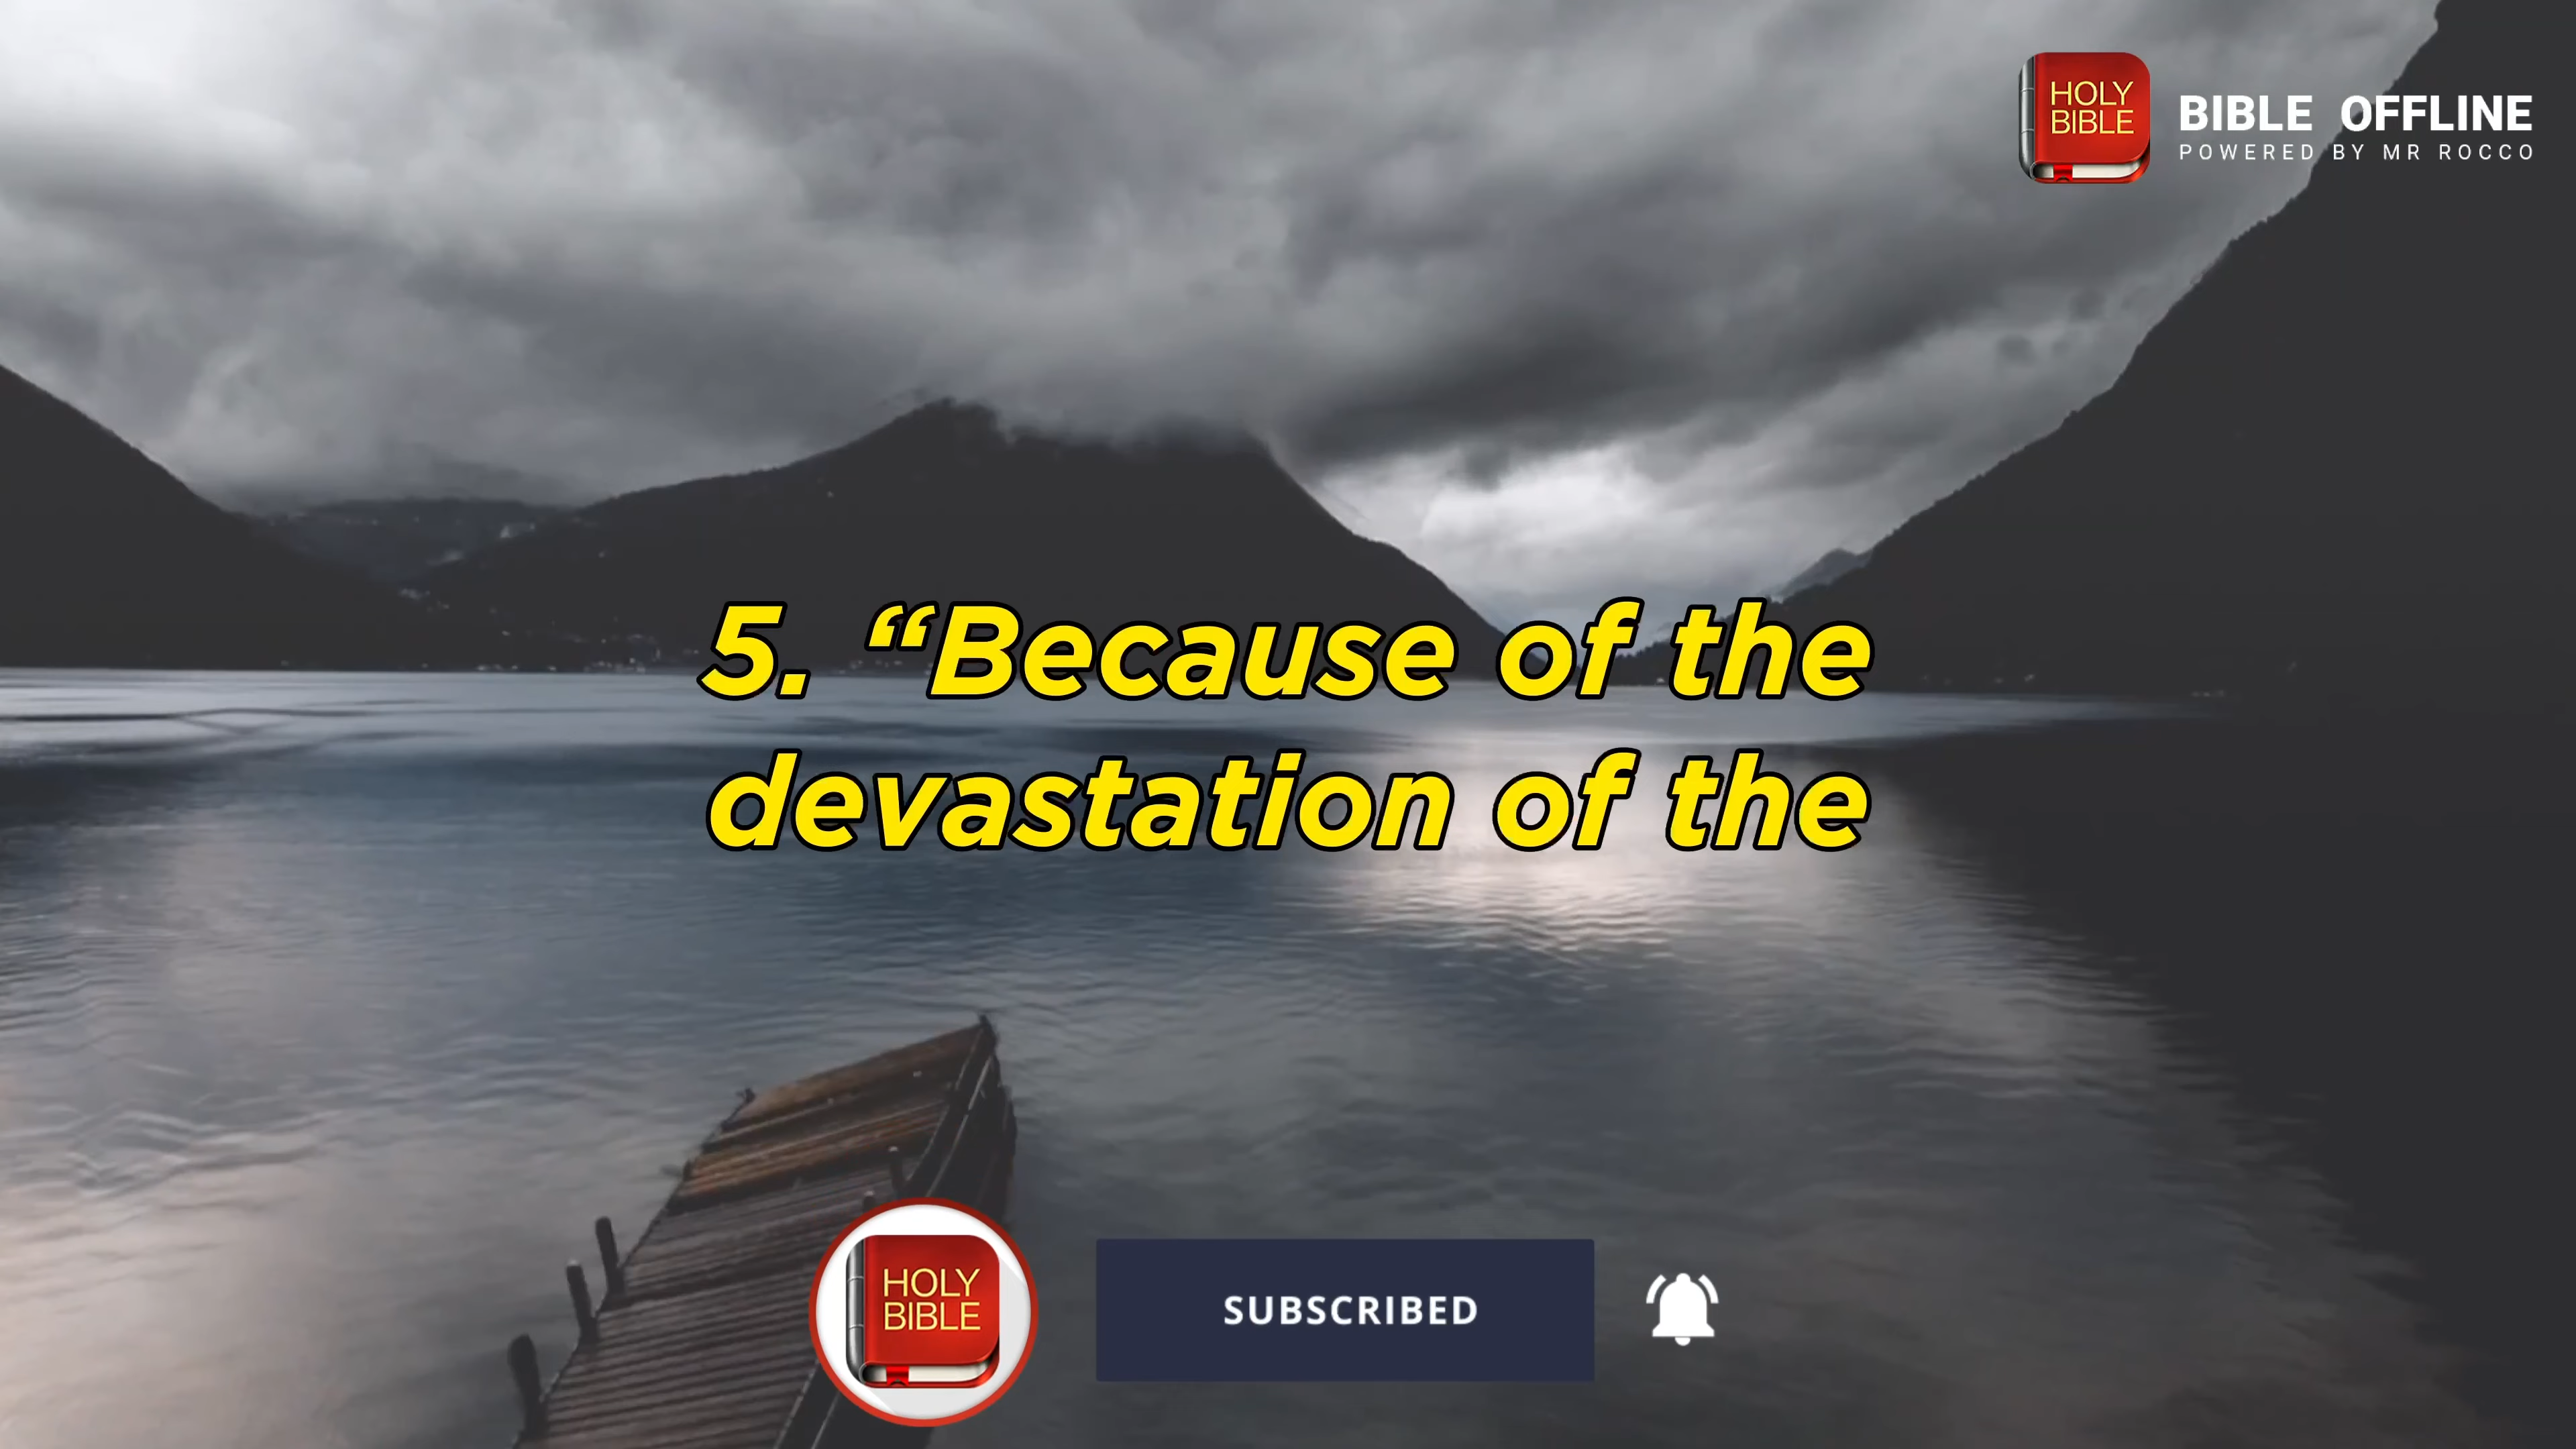 HOLY
BIBLE
BIBLE OFFLINE
POWERED BY MR ROCCO
5. “Because of the
devastation of the
HOLY
BIBLE
SUBSCRIBED